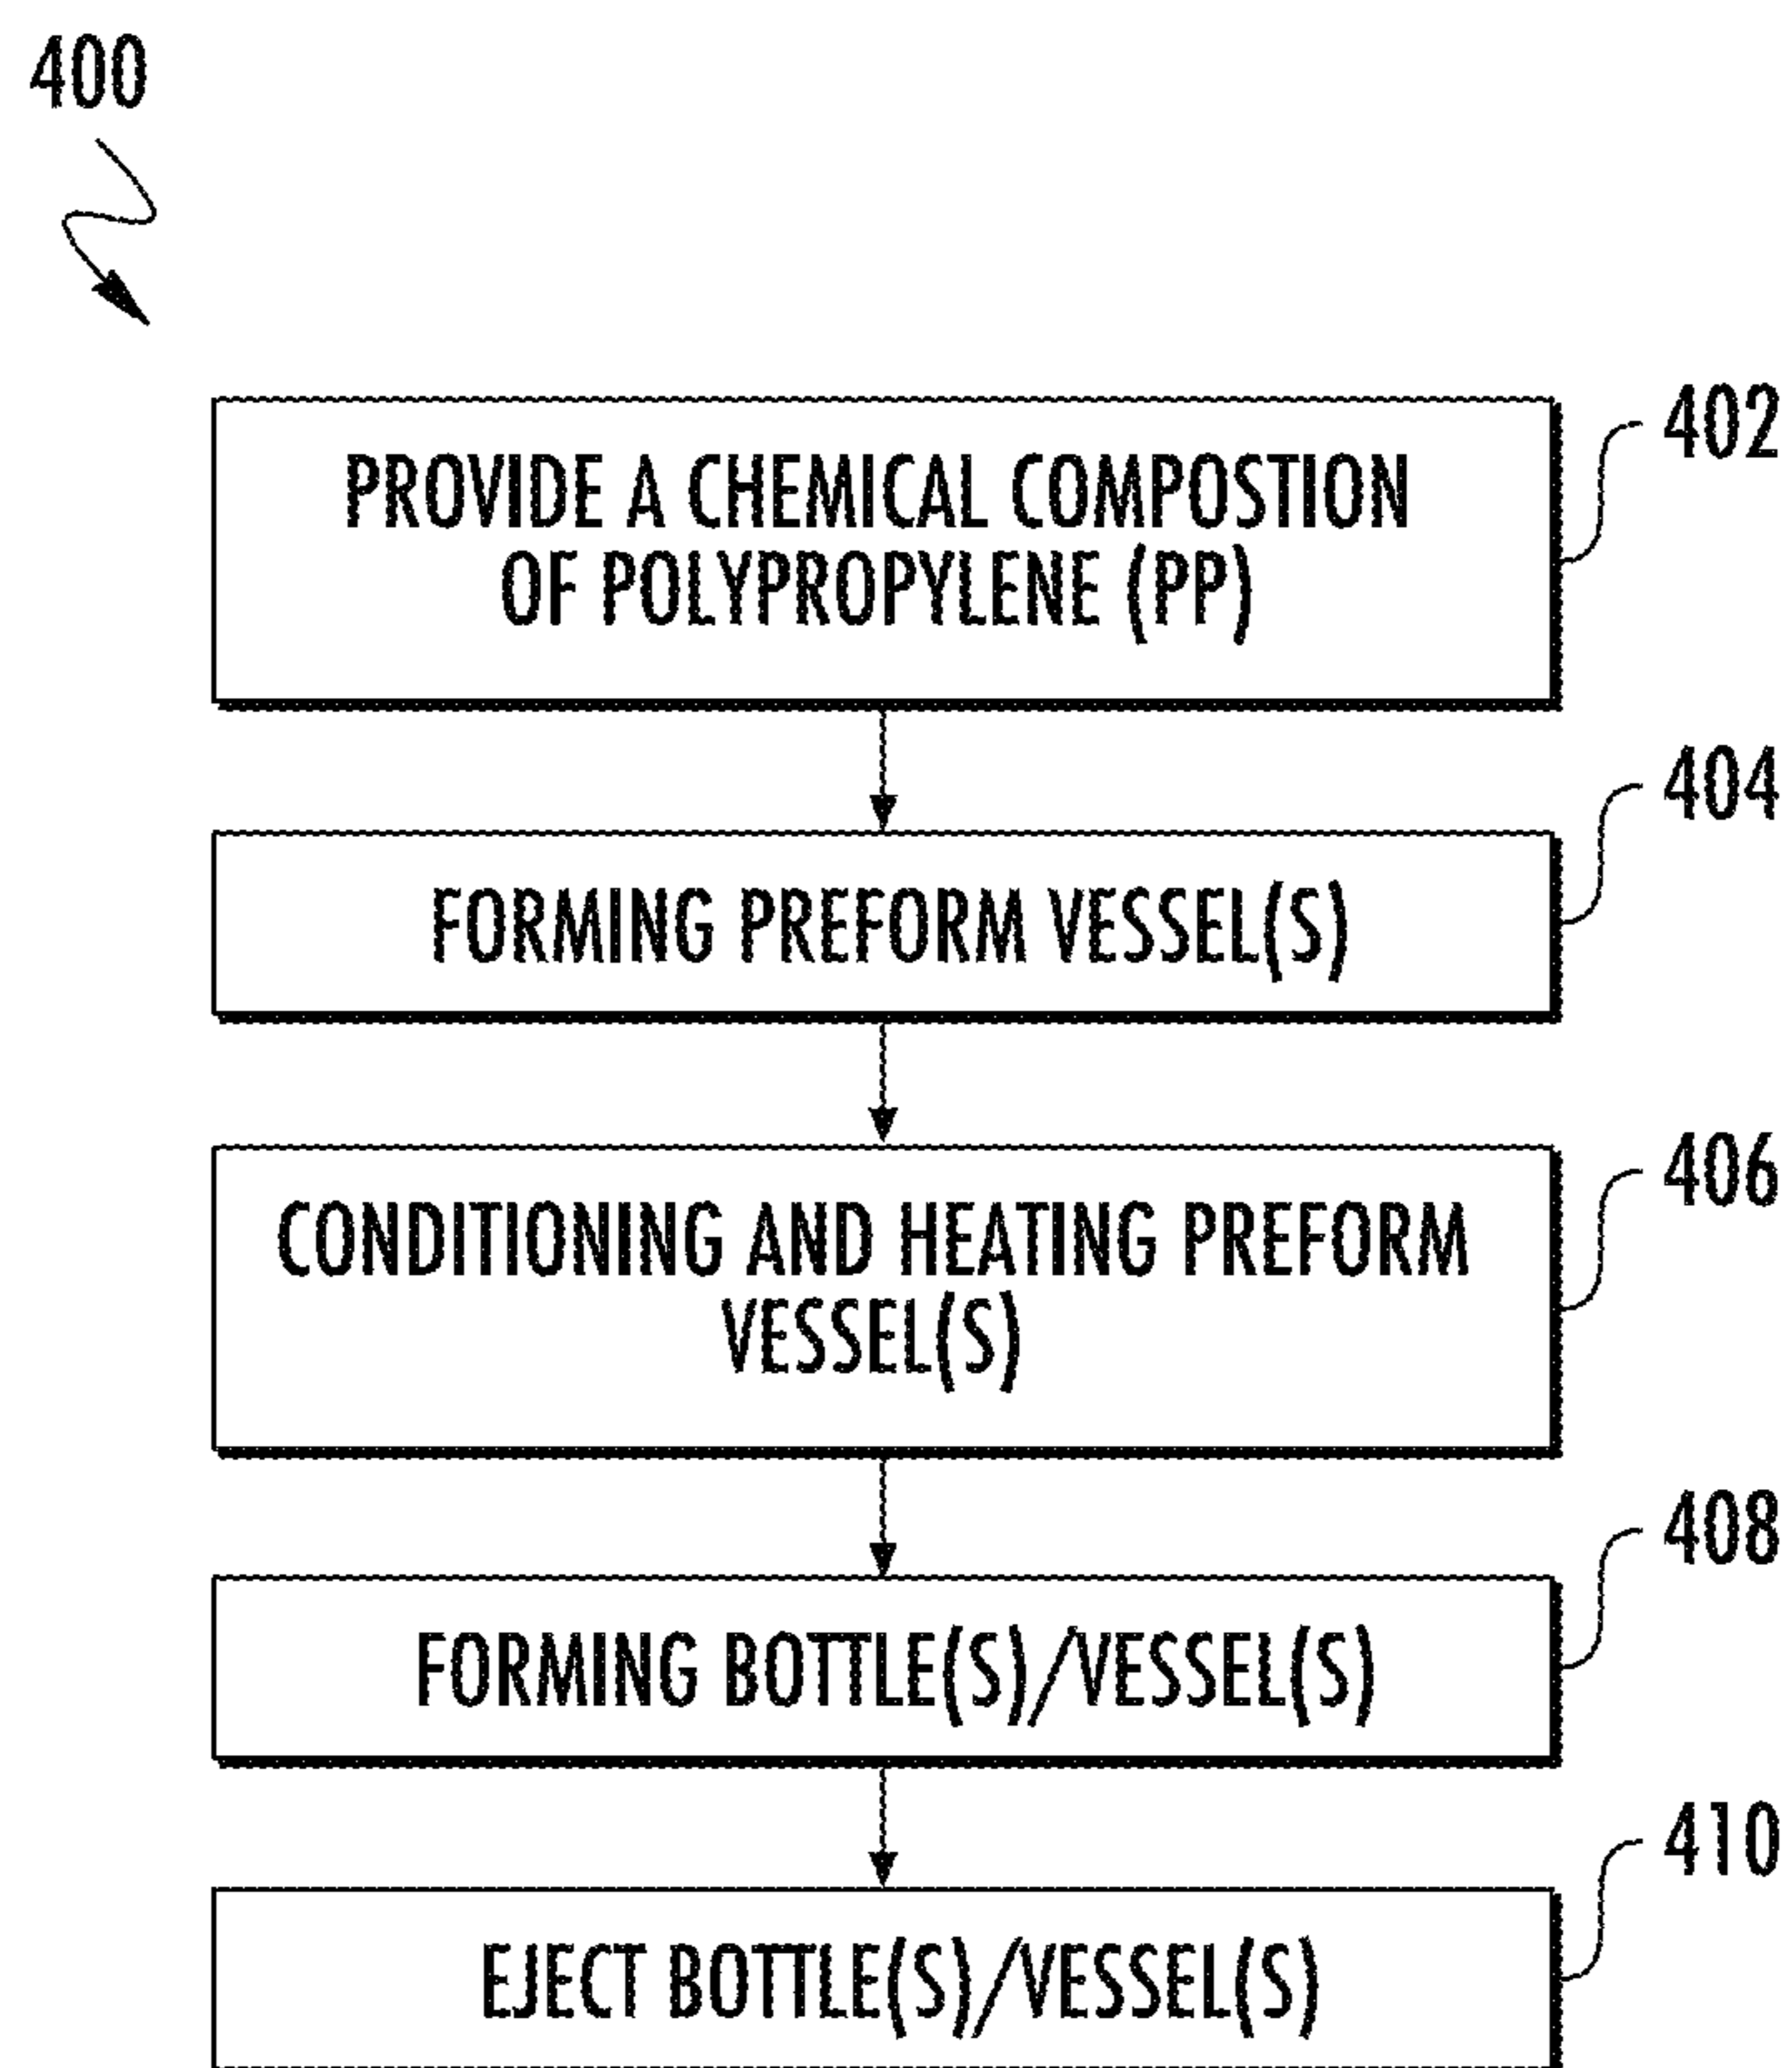 400
402
PROVIDE A CHEMICAL COMPOSTION
OF POLYPROPYLENE (PP)
404
FORMING PREFORM VESSEL(S)
406
CONDITIONING AND HEATING PREFORM
VESSEL(S)
408
FORMING BOTTLE(S)/VESSEL(S)
410
EJECT BOTTLE(S)/VESSEL(S)